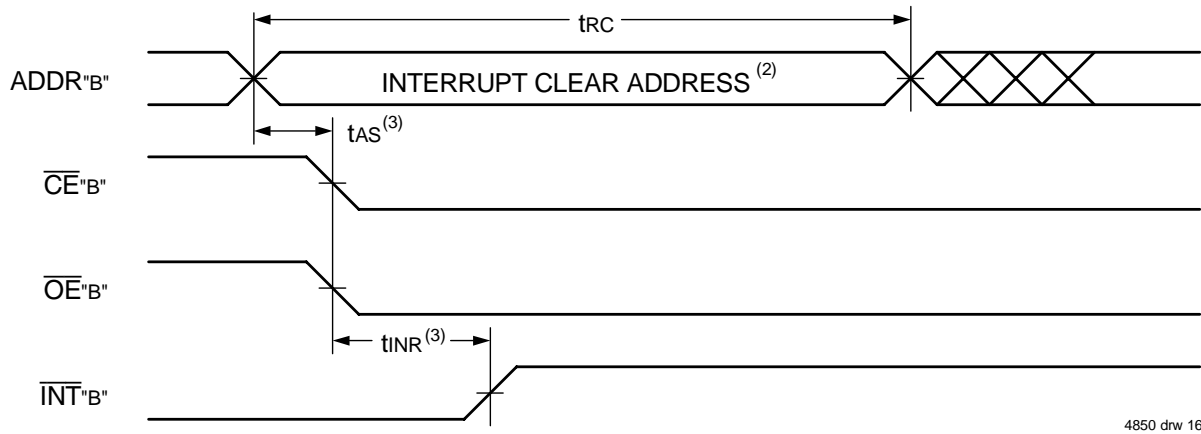 tRC
ADDR"B"
INTERRUPT CLEAR ADDRESS (2)
tAS(3)
CE"B"
OE"B"
tINR(3)
INT"B"
4850 drw 16